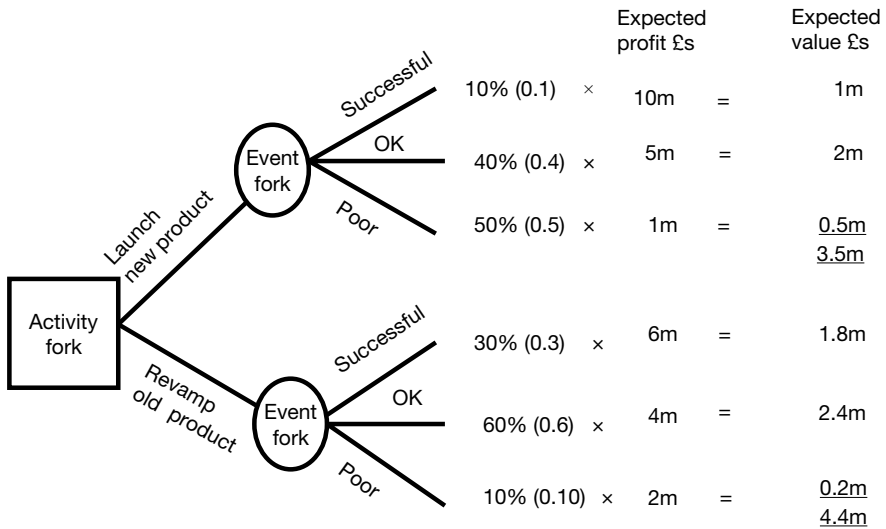 Expected profit £s
Expected value £s
Successful
10% (0.1) × 10m = 1m
Event fork
OK
40% (0.4) × 5m = 2m
Poor
50% (0.5) × 1m = 0.5m
3.5m
Launch new product
Activity fork
Revamp old product
Successful
30% (0.3) × 6m = 1.8m
Event fork
OK
60% (0.6) × 4m = 2.4m
Poor
10% (0.10) × 2m = 0.2m
4.4m